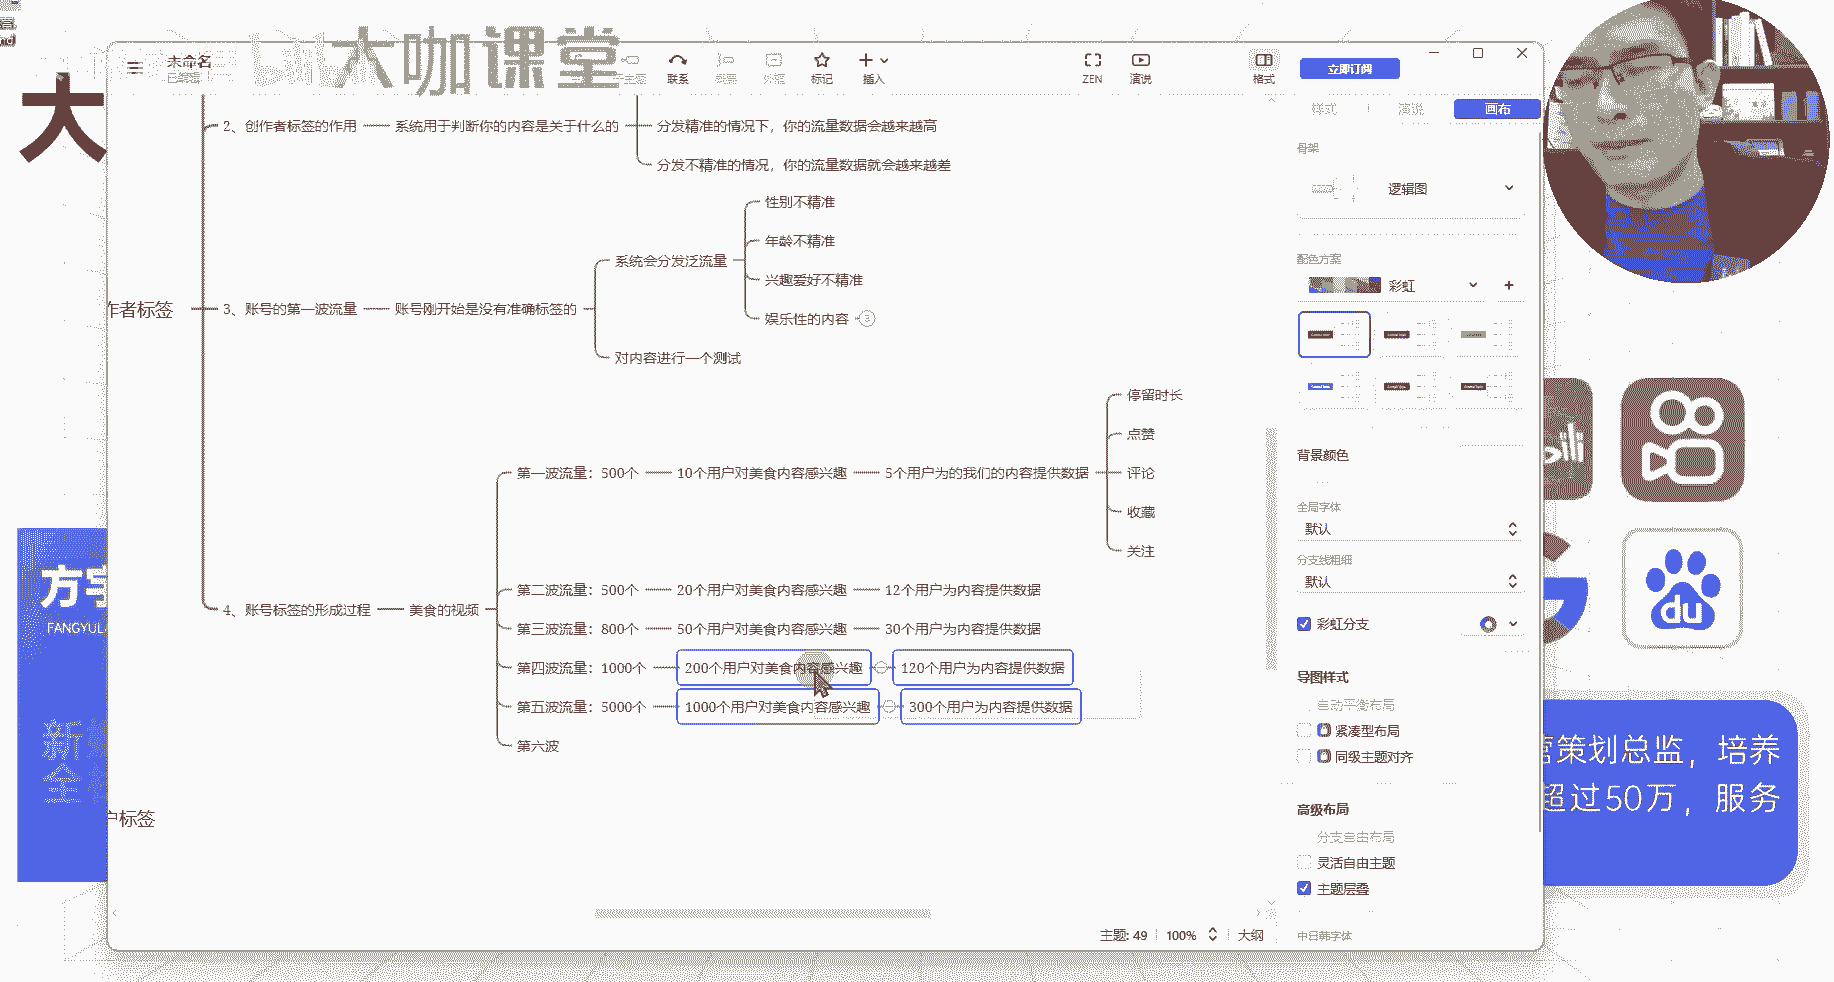 大咖课堂
未命名
已编辑
子主题
联系
概要
外框
标记
插入
ZEN
演说
格式
立即订阅
大
2、创作者标签的作用
系统用于判断你的内容是关于什么的
分发精准的情况下，你的流量数据会越来越高
分发不精准的情况，你的流量数据就会越来越差
作者标签
3、账号的第一波流量
账号刚开始是没有准确标签的
系统会分发泛流量
性别不精准
年龄不精准
兴趣爱好不精准
娱乐性的内容
3
对内容进行一个测试
4、账号标签的形成过程
美食的视频
第一波流量：500个
10个用户对美食内容感兴趣
5个用户为的我们的内容提供数据
停留时长
点赞
评论
收藏
关注
第二波流量：500个
20个用户对美食内容感兴趣
12个用户为内容提供数据
第三波流量：800个
50个用户对美食内容感兴趣
30个用户为内容提供数据
第四波流量：1000个
200个用户对美食内容感兴趣
120个用户为内容提供数据
第五波流量：5000个
1000个用户对美食内容感兴趣
300个用户为内容提供数据
第六波
户标签
主题: 49
100%
大纲
样式
演说
画布
骨架
逻辑图
配色方案
彩虹
背景颜色
全局字体
默认
分支线粗细
默认
彩虹分支
导图样式
自动平衡布局
紧凑型布局
同级主题对齐
高级布局
分支自由布局
灵活自由主题
主题层叠
中日韩字体
FANGYULA
新
全
du
营策划总监，培养
超过50万，服务